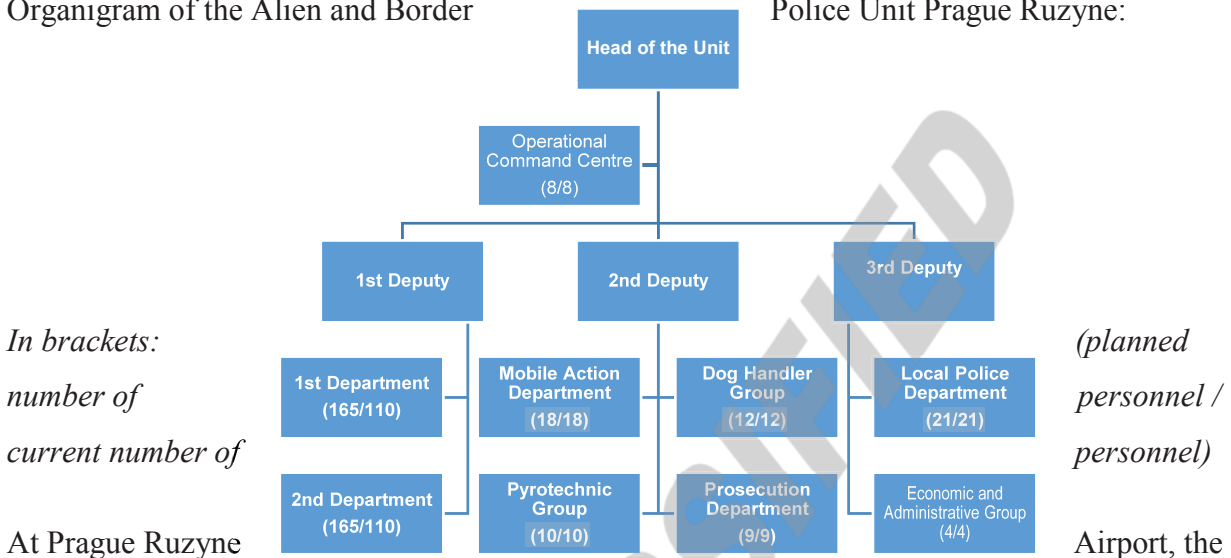 Organigram of the Alien and Border Police Unit Prague Ruzyne:
Head of the Unit
Operational
Command Centre
(8/8)
1st Deputy
2nd Deputy
3rd Deputy
In brackets: (planned
number of personnel /
current number of personnel)
1st Department
(165/110)
Mobile Action
Department
(18/18)
Dog Handler
Group
(12/12)
Local Police
Department
(21/21)
2nd Department
(165/110)
Pyrotechnic
Group
(10/10)
Prosecution
Department
(9/9)
Economic and
Administrative Group
(4/4)
At Prague Ruzyne Airport, the
SIFIED